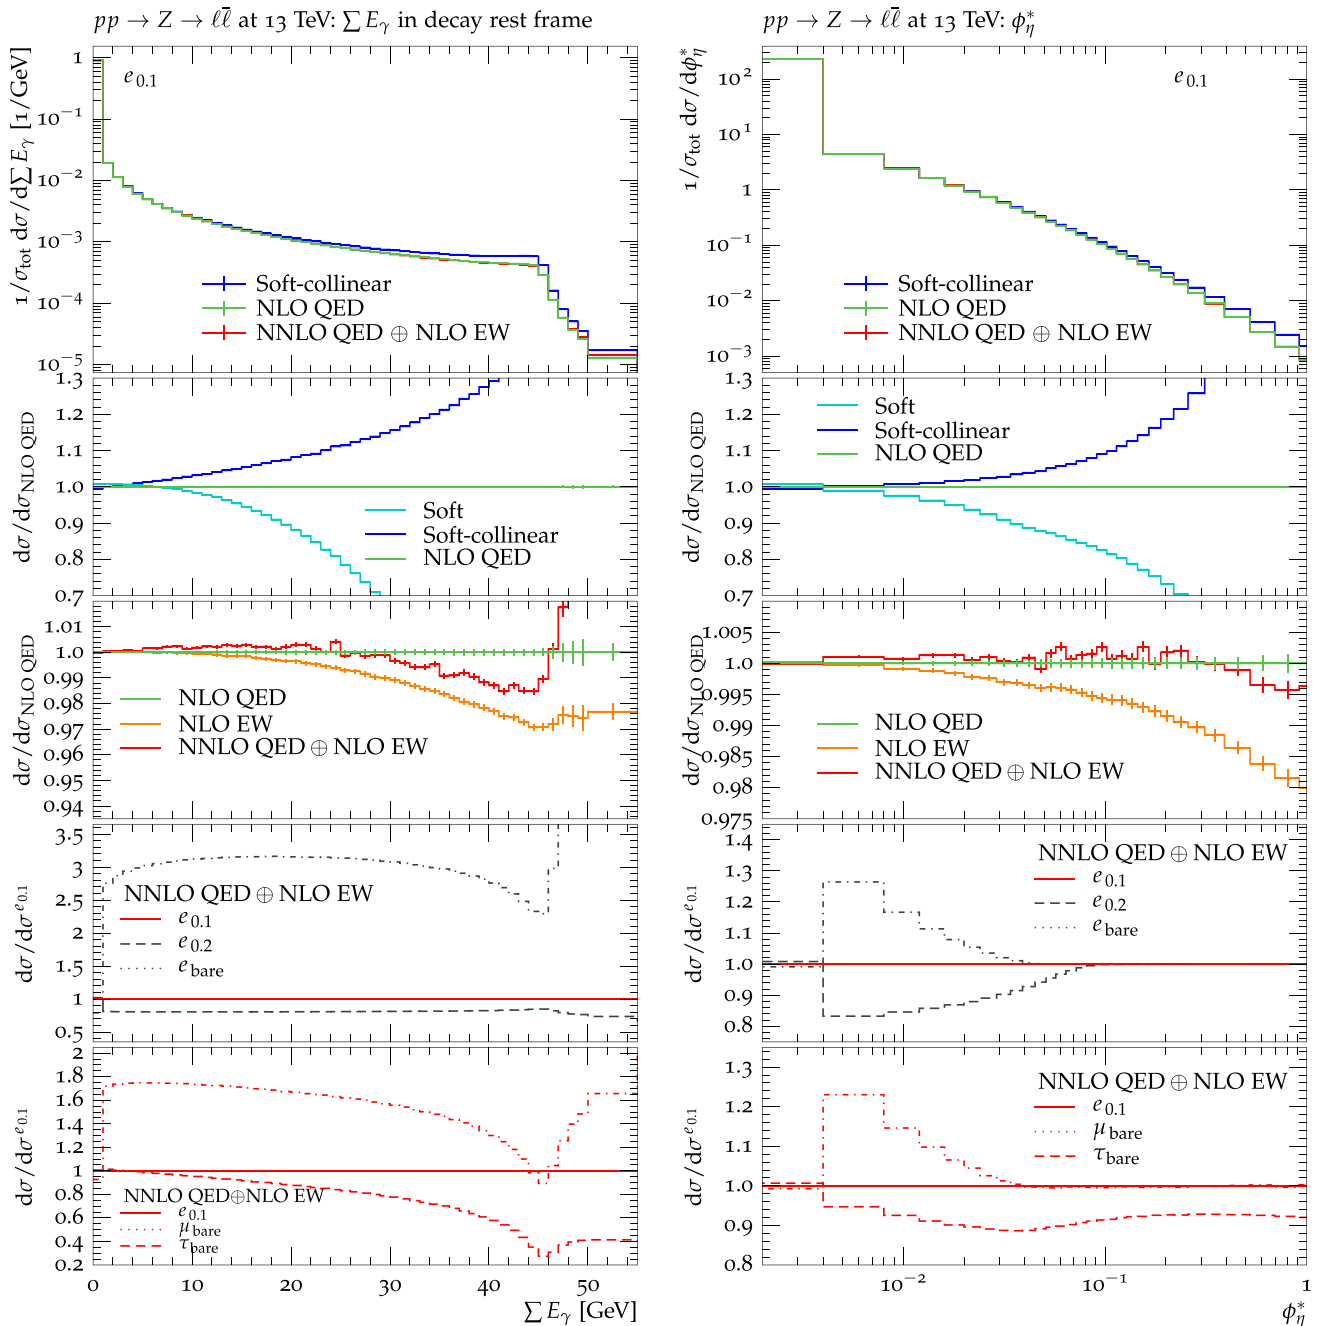 pp → Z → ℓℓ̄ at 13 TeV: ∑ E_γ in decay rest frame
1/σ_tot dσ/d∑ E_γ [1/GeV]
1
10⁻¹
10⁻²
10⁻³
10⁻⁴
10⁻⁵
e_0.1
Soft-collinear
NLO QED
NNLO QED ⊕ NLO EW
dσ/dσ_NLO QED
1.3
1.2
1.1
1.0
0.9
0.8
0.7
Soft
Soft-collinear
NLO QED
dσ/dσ_NLO QED
1.01
1.0
0.99
0.98
0.97
0.96
0.95
0.94
NLO QED
NLO EW
NNLO QED ⊕ NLO EW
dσ/dσ^e_0.1
3.5
3
2.5
2
1.5
1
0.5
NNLO QED ⊕ NLO EW
e_0.1
e_0.2
e_bare
dσ/dσ^e_0.1
2
1.8
1.6
1.4
1.2
1
0.8
0.6
0.4
0.2
NNLO QED⊕NLO EW
e_0.1
μ_bare
τ_bare
0 10 20 30 40 50
∑ E_γ [GeV]
pp → Z → ℓℓ̄ at 13 TeV: ϕ*_η
1/σ_tot dσ/dϕ*_η
10²
10¹
1
10⁻¹
10⁻²
10⁻³
e_0.1
Soft-collinear
NLO QED
NNLO QED ⊕ NLO EW
dσ/dσ_NLO QED
1.3
1.2
1.1
1.0
0.9
0.8
0.7
Soft
Soft-collinear
NLO QED
dσ/dσ_NLO QED
1.005
1.0
0.995
0.99
0.985
0.98
0.975
NLO QED
NLO EW
NNLO QED ⊕ NLO EW
dσ/dσ^e_0.1
1.4
1.3
1.2
1.1
1.0
0.9
0.8
NNLO QED ⊕ NLO EW
e_0.1
e_0.2
e_bare
dσ/dσ^e_0.1
1.3
1.2
1.1
1.0
0.9
0.8
NNLO QED ⊕ NLO EW
e_0.1
μ_bare
τ_bare
10⁻² 10⁻¹ 1
ϕ*_η